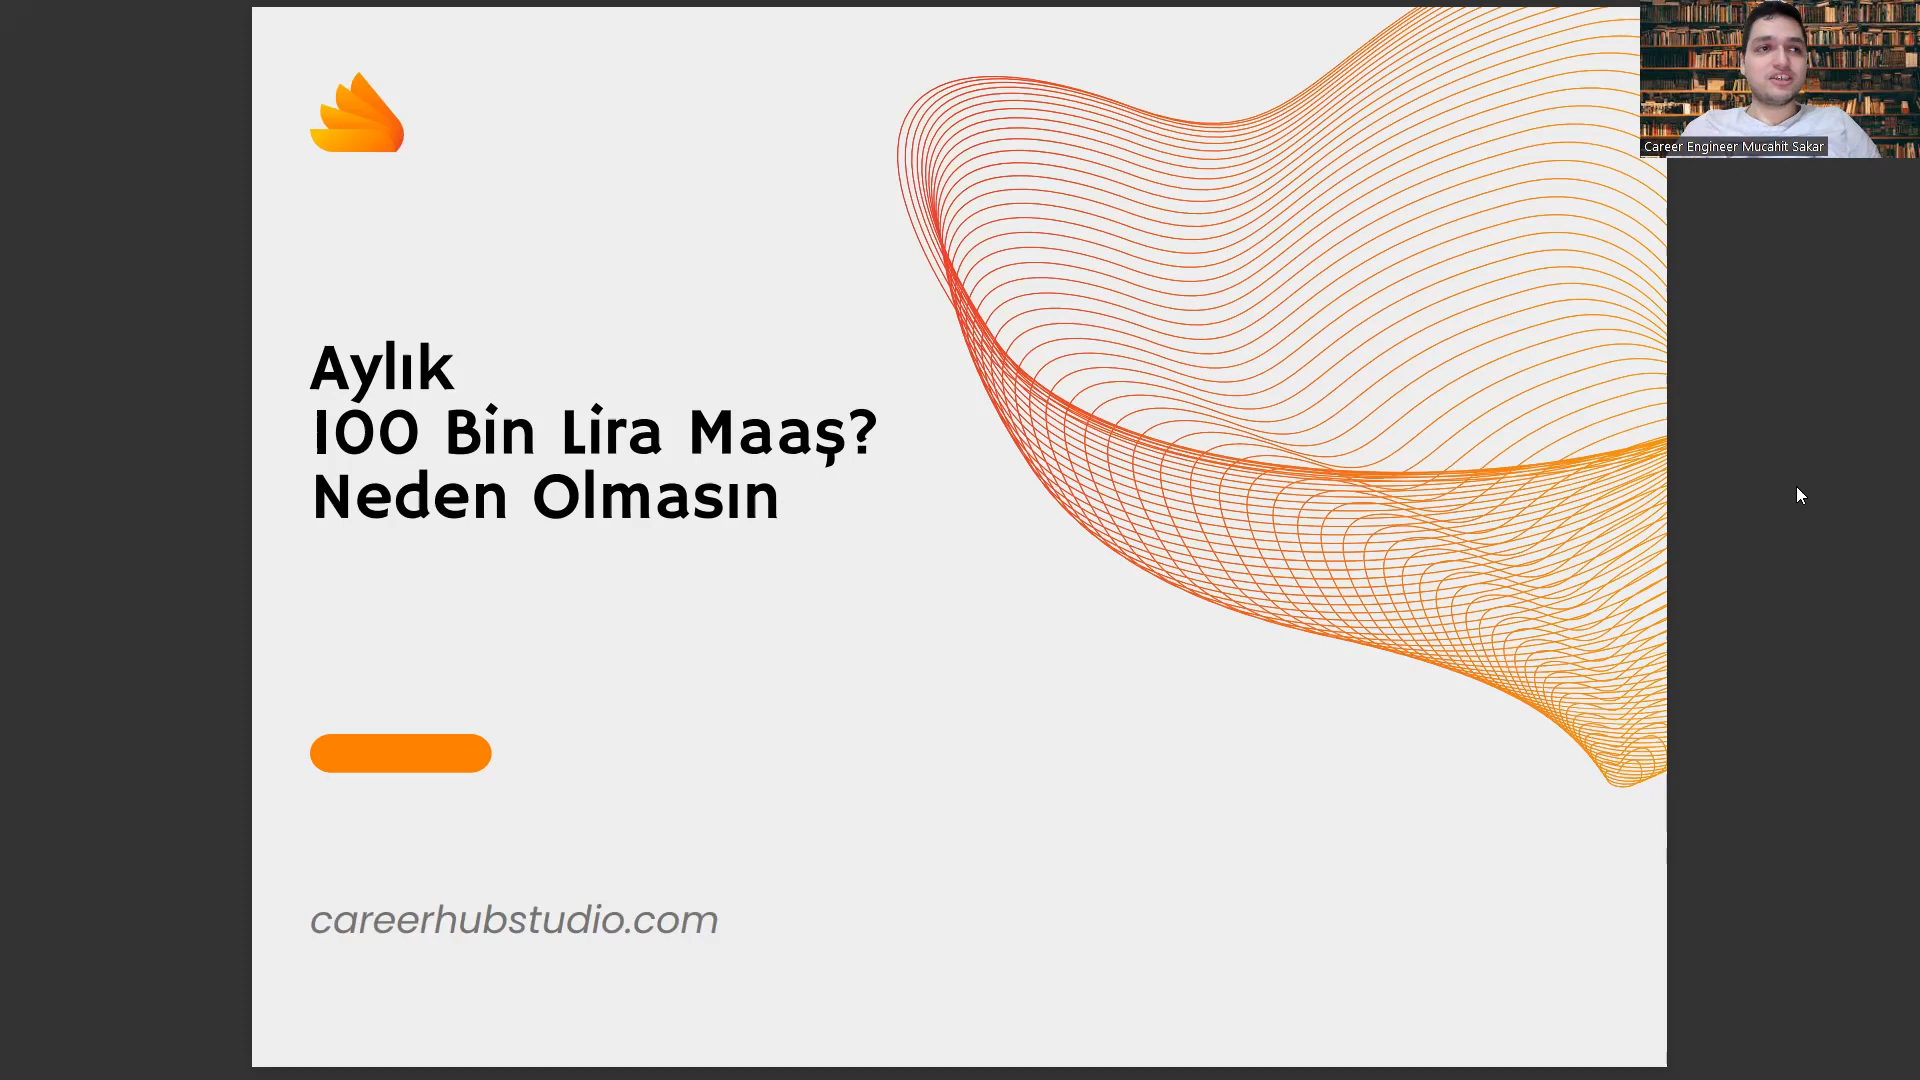 Aylık
100 Bin Lira Maaş?
Neden Olmasın
careerhubstudio.com
Career Engineer Mucahit Sakar